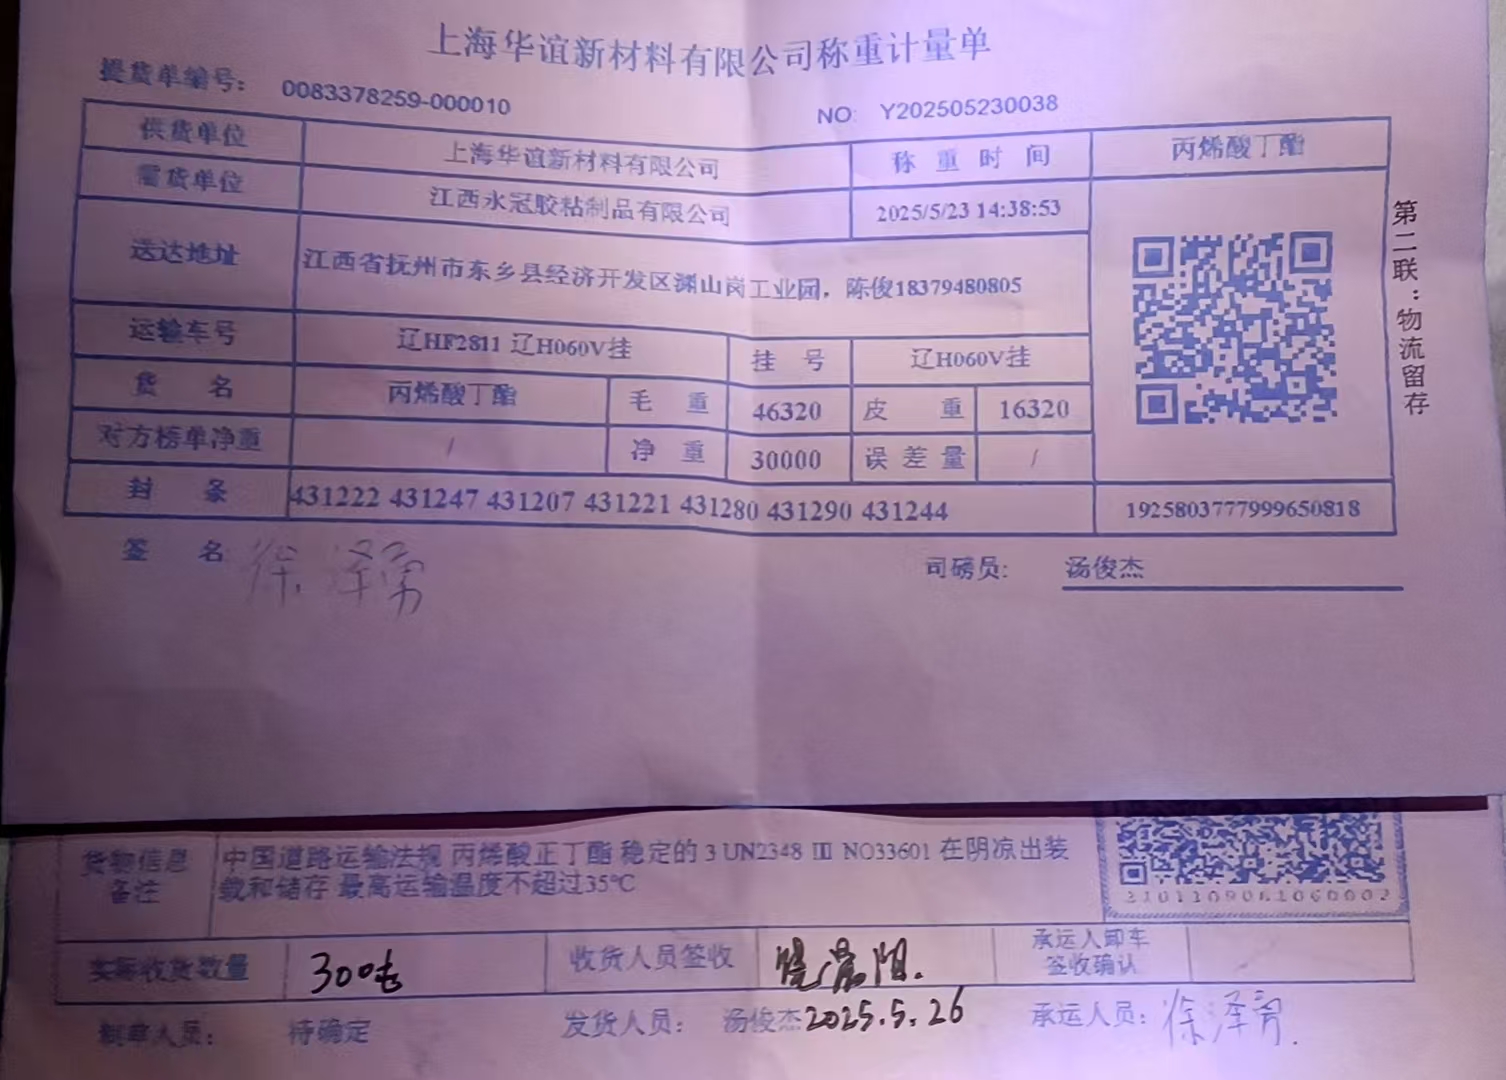 上海华谊新材料有限公司称重计量单
提货单编号： 0083378259-000010 NO: Y202505230038
供货单位 上海华谊新材料有限公司 称重时间 丙烯酸丁酯
需货单位 江西永冠胶粘制品有限公司 2025/5/23 14:38:53
送达地址 江西省抚州市东乡县经济开发区渊山岗工业园，陈俊18379480805
运输车号 辽HF2811 辽H060V挂 挂号 辽H060V挂
货名 丙烯酸丁酯 毛重 46320 皮重 16320
对方榜单净重 / 净重 30000 误差量 /
封条 431222 431247 431207 431221 431280 431290 431244 1925803777999650818
签名 徐泽勇 司磅员: 汤俊杰
第二联：物流留存
货物信息备注 中国道路运输法规 丙烯酸正丁酯 稳定的 3 UN2348 III NO33601 在阴凉出装
载和储存 最高运输温度不超过35℃
实际收货数量 300吨 收货人员签收 承运人卸车
签收确认
制单人员: 待确定 发货人员: 汤俊杰 2025.5.26 承运人员: 徐泽勇